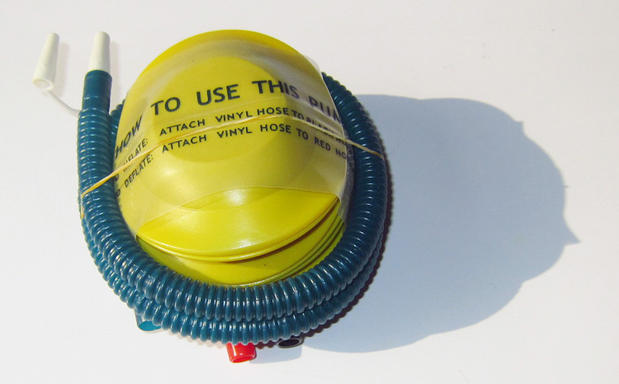 HOW TO USE THIS
ATTACH VINYL HOSE TO
DEFLATE: ATTACH VINYL HOSE TO RED